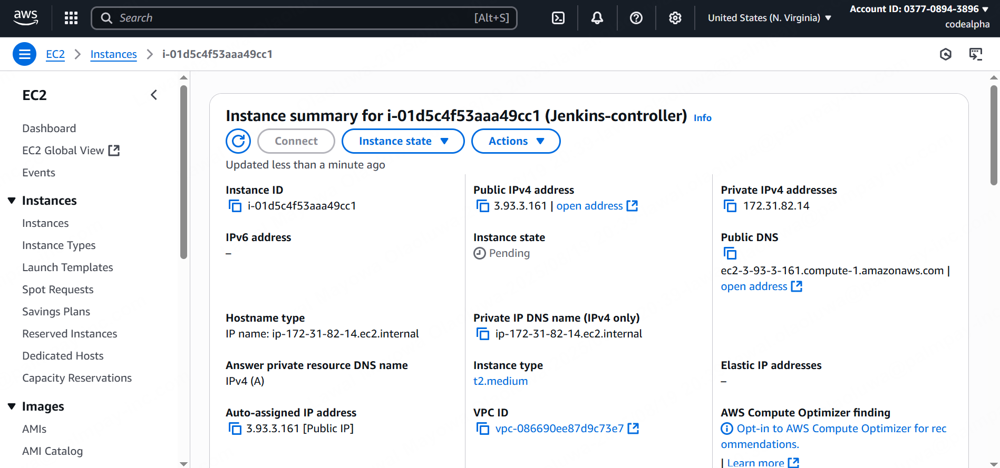 aws
Search
[Alt+S]
United States (N. Virginia)
Account ID: 0377-0894-3896
codealpha
EC2
Instances
i-01d5c4f53aaa49cc1
EC2
Dashboard
EC2 Global View
Events
Instances
Instances
Instance Types
Launch Templates
Spot Requests
Savings Plans
Reserved Instances
Dedicated Hosts
Capacity Reservations
Images
AMIs
AMI Catalog
Instance summary for i-01d5c4f53aaa49cc1 (Jenkins-controller) Info
Connect
Instance state
Actions
Updated less than a minute ago
Instance ID
i-01d5c4f53aaa49cc1
Public IPv4 address
3.93.3.161 | open address
Private IPv4 addresses
172.31.82.14
IPv6 address
–
Instance state
Pending
Public DNS
ec2-3-93-3-161.compute-1.amazonaws.com |
open address
Hostname type
IP name: ip-172-31-82-14.ec2.internal
Private IP DNS name (IPv4 only)
ip-172-31-82-14.ec2.internal
Answer private resource DNS name
IPv4 (A)
Instance type
t2.medium
Elastic IP addresses
–
Auto-assigned IP address
3.93.3.161 [Public IP]
VPC ID
vpc-086690ee87d9c73e7
AWS Compute Optimizer finding
Opt-in to AWS Compute Optimizer for rec
ommendations.
| Learn more